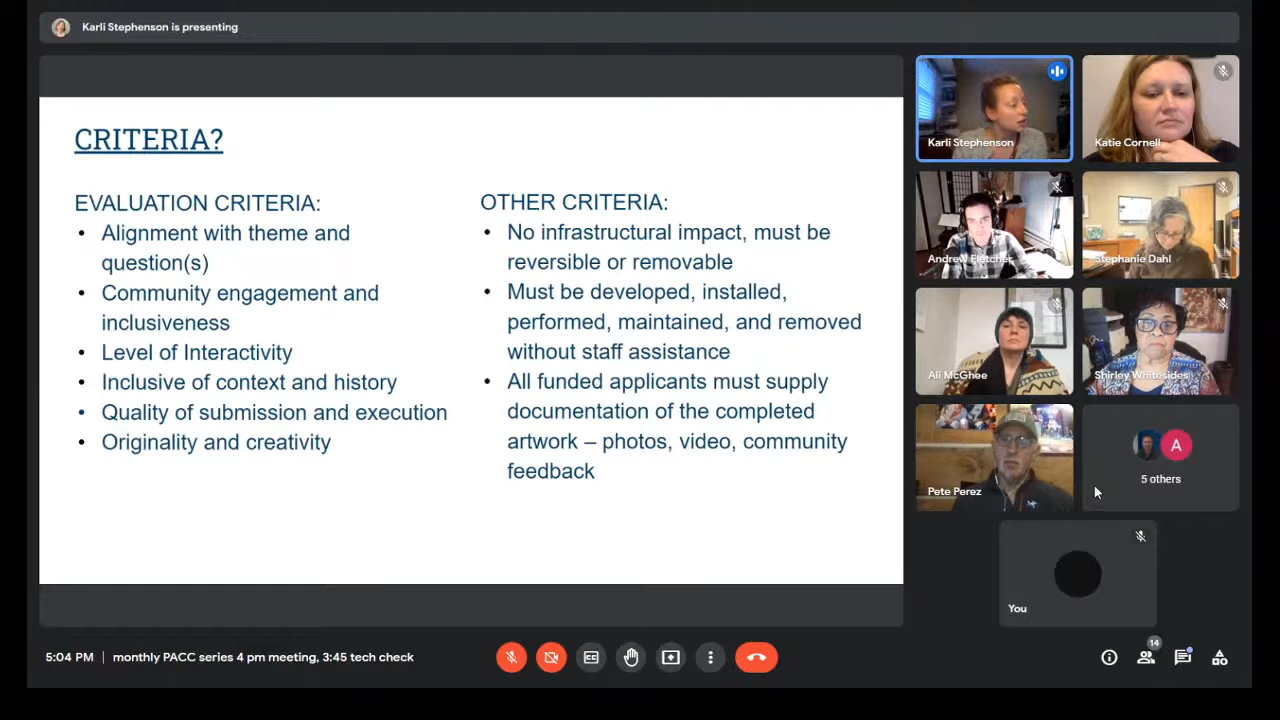 Karli Stephenson is presenting
CRITERIA?
EVALUATION CRITERIA:
• Alignment with theme and
question(s)
• Community engagement and
inclusiveness
• Level of Interactivity
• Inclusive of context and history
• Quality of submission and execution
• Originality and creativity
OTHER CRITERIA:
• No infrastructural impact, must be
reversible or removable
• Must be developed, installed,
performed, maintained, and removed
without staff assistance
• All funded applicants must supply
documentation of the completed
artwork – photos, video, community
feedback
Karli Stephenson
Katie Cornell
Andrew Fletcher
Stephanie Dahl
Ali McGhee
Shirley Whitesides
Pete Perez
A
5 others
You
5:04 PM | monthly PACC series 4 pm meeting, 3:45 tech check
CC
14